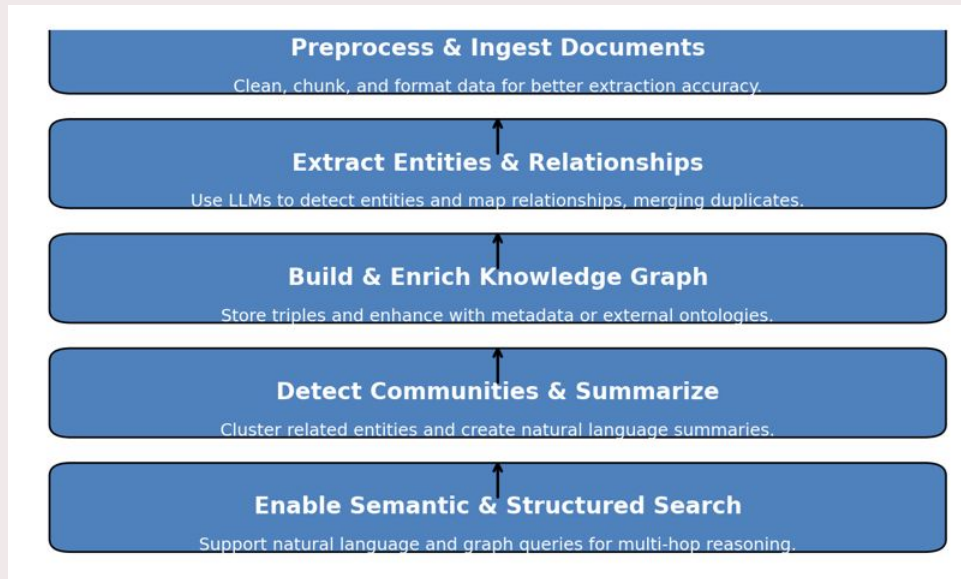 Preprocess & Ingest Documents
Clean, chunk, and format data for better extraction accuracy.
Extract Entities & Relationships
Use LLMs to detect entities and map relationships, merging duplicates.
Build & Enrich Knowledge Graph
Store triples and enhance with metadata or external ontologies.
Detect Communities & Summarize
Cluster related entities and create natural language summaries.
Enable Semantic & Structured Search
Support natural language and graph queries for multi-hop reasoning.